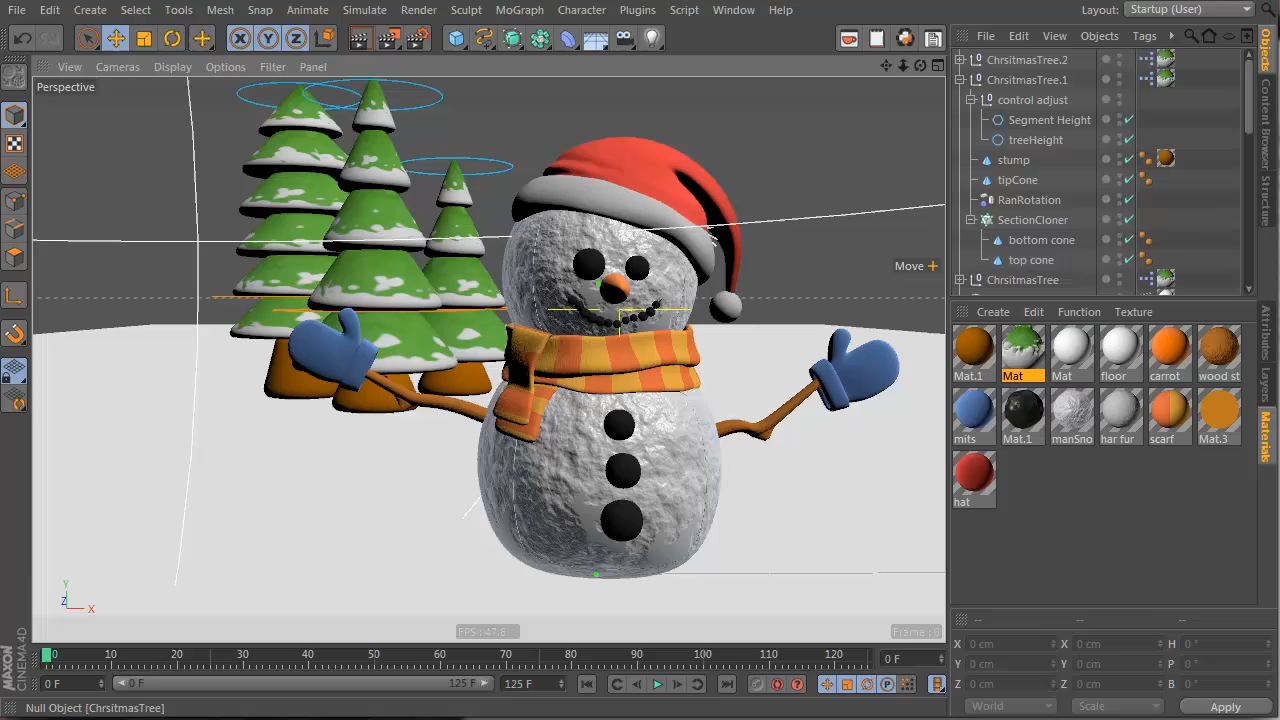 File Edit Create Select Tools Mesh Snap Animate Simulate Render Sculpt MoGraph Character Plugins Script Window Help Layout: Startup (User)
File Edit View Objects Tags
View Cameras Display Options Filter Panel
Perspective
ChrsitmasTree.2
ChrsitmasTree.1
control adjust
Segment Height
treeHeight
stump
tipCone
RanRotation
SectionCloner
bottom cone
top cone
ChrsitmasTree
Objects
Content Browser
Structure
Move
Create Edit Function Texture
Mat.1 Mat Mat floor carrot wood st
mits Mat.1 manSno har fur scarf Mat.3
hat
Attributes
Layers
Materials
Y
Z X
FPS : 47.6
Frame : 0
0 10 20 30 40 50 60 70 80 90 100 110 120 0 F
0 F 0 F 125 F 125 F
MAXON
CINEMA 4D
-- -- --
X 0 cm X 0 cm H 0 °
Y 0 cm Y 0 cm P 0 °
Z 0 cm Z 0 cm B 0 °
World Scale Apply
Null Object [ChrsitmasTree]